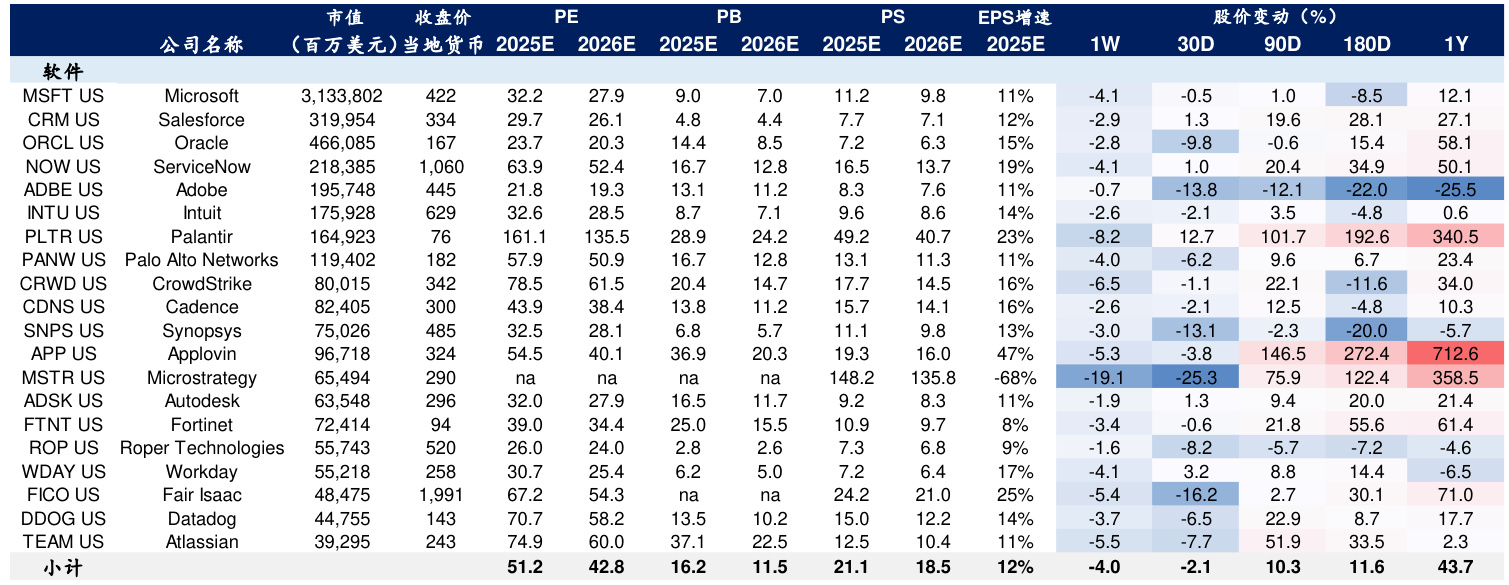 市值 收盘价 PE PB PS EPS增速 股价变动（%）
公司名称 （百万美元） 当地货币 2025E 2026E 2025E 2026E 2025E 2026E 2025E 1W 30D 90D 180D 1Y
软件
MSFT US Microsoft 3,133,802 422 32.2 27.9 9.0 7.0 11.2 9.8 11% -4.1 -0.5 1.0 -8.5 12.1
CRM US Salesforce 319,954 334 29.7 26.1 4.8 4.4 7.7 7.1 12% -2.9 1.3 19.6 28.1 27.1
ORCL US Oracle 466,085 167 23.7 20.3 14.4 8.5 7.2 6.3 15% -2.8 -9.8 -0.6 15.4 58.1
NOW US ServiceNow 218,385 1,060 63.9 52.4 16.7 12.8 16.5 13.7 19% -4.1 1.0 20.4 34.9 50.1
ADBE US Adobe 195,748 445 21.8 19.3 13.1 11.2 8.3 7.6 11% -0.7 -13.8 -12.1 -22.0 -25.5
INTU US Intuit 175,928 629 32.6 28.5 8.7 7.1 9.6 8.6 14% -2.6 -2.1 3.5 -4.8 0.6
PLTR US Palantir 164,923 76 161.1 135.5 28.9 24.2 49.2 40.7 23% -8.2 12.7 101.7 192.6 340.5
PANW US Palo Alto Networks 119,402 182 57.9 50.9 16.7 12.8 13.1 11.3 11% -4.0 -6.2 9.6 6.7 23.4
CRWD US CrowdStrike 80,015 342 78.5 61.5 20.4 14.7 17.7 14.5 16% -6.5 -1.1 22.1 -11.6 34.0
CDNS US Cadence 82,405 300 43.9 38.4 13.8 11.2 15.7 14.1 16% -2.6 -2.1 12.5 -4.8 10.3
SNPS US Synopsys 75,026 485 32.5 28.1 6.8 5.7 11.1 9.8 13% -3.0 -13.1 -2.3 -20.0 -5.7
APP US Applovin 96,718 324 54.5 40.1 36.9 20.3 19.3 16.0 47% -5.3 -3.8 146.5 272.4 712.6
MSTR US Microstrategy 65,494 290 na na na na 148.2 135.8 -68% -19.1 -25.3 75.9 122.4 358.5
ADSK US Autodesk 63,548 296 32.0 27.9 16.5 11.7 9.2 8.3 11% -1.9 1.3 9.4 20.0 21.4
FTNT US Fortinet 72,414 94 39.0 34.4 25.0 15.5 10.9 9.7 8% -3.4 -0.6 21.8 55.6 61.4
ROP US Roper Technologies 55,743 520 26.0 24.0 2.8 2.6 7.3 6.8 9% -1.6 -8.2 -5.7 -7.2 -4.6
WDAY US Workday 55,218 258 30.7 25.4 6.2 5.0 7.2 6.4 17% -4.1 3.2 8.8 14.4 -6.5
FICO US Fair Isaac 48,475 1,991 67.2 54.3 na na 24.2 21.0 25% -5.4 -16.2 2.7 30.1 71.0
DDOG US Datadog 44,755 143 70.7 58.2 13.5 10.2 15.0 12.2 14% -3.7 -6.5 22.9 8.7 17.7
TEAM US Atlassian 39,295 243 74.9 60.0 37.1 22.5 12.5 10.4 11% -5.5 -7.7 51.9 33.5 2.3
小计 51.2 42.8 16.2 11.5 21.1 18.5 12% -4.0 -2.1 10.3 11.6 43.7